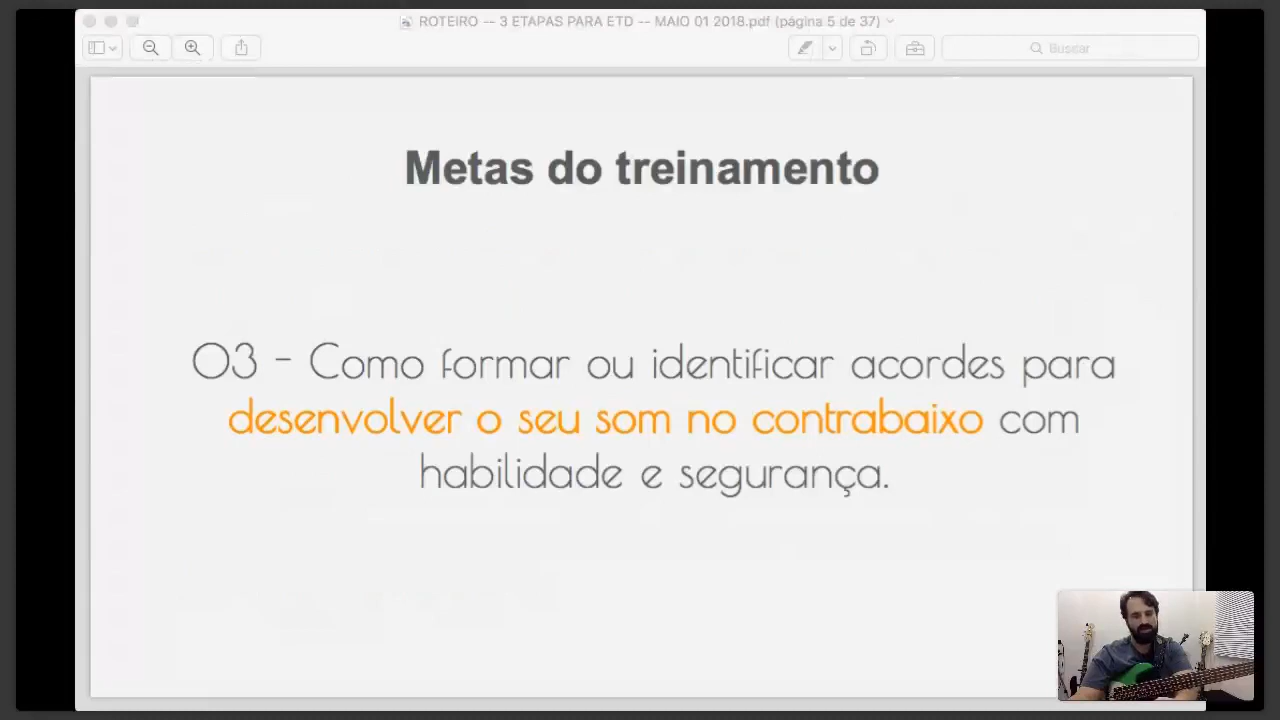 ROTEIRO -- 3 ETAPAS PARA ETD -- MAIO 01 2018.pdf (página 5 de 37)
Buscar
Metas do treinamento
03 - Como formar ou identificar acordes para
desenvolver o seu som no contrabaixo com
habilidade e segurança.